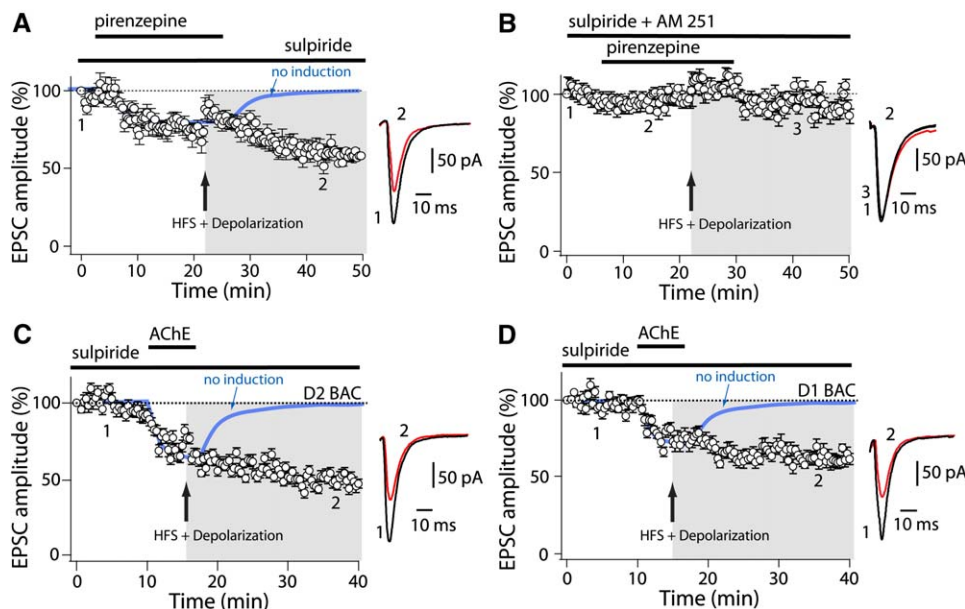 A
pirenzepine
sulpiride
no induction
EPSC amplitude (%)
100
50
0
1
2
HFS + Depolarization
0 10 20 30 40 50
Time (min)
2
1
50 pA
10 ms
B
sulpiride + AM 251
pirenzepine
EPSC amplitude (%)
100
50
0
1
2
3
HFS + Depolarization
0 10 20 30 40 50
Time (min)
2
3
1
50 pA
10 ms
C
AChE
sulpiride
no induction
D2 BAC
EPSC amplitude (%)
100
50
0
1
2
HFS + Depolarization
0 10 20 30 40
Time (min)
2
1
50 pA
10 ms
D
AChE
sulpiride
no induction
D1 BAC
EPSC amplitude (%)
100
50
0
1
2
HFS + Depolarization
0 10 20 30 40
Time (min)
2
1
50 pA
10 ms